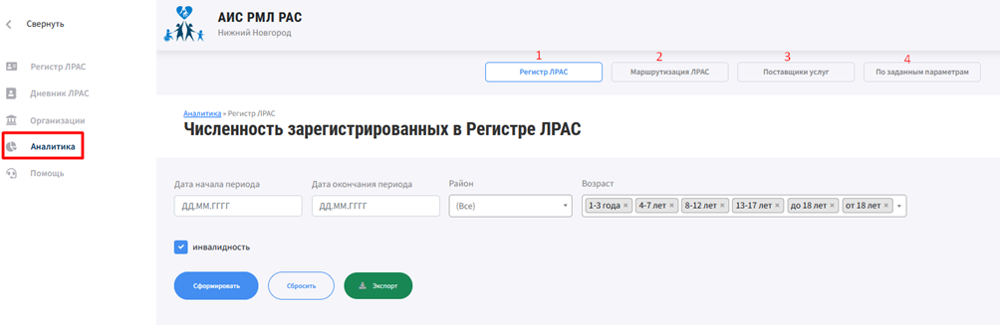 Свернуть
АИС РМЛ РАС
Нижний Новгород
1 2 3 4
Регистр ЛРАС Маршрутизация ЛРАС Поставщики услуг По заданным параметрам
Регистр ЛРАС
Дневник ЛРАС
Организации
Аналитика
Помощь
Аналитика » Регистр ЛРАС
Численность зарегистрированных в Регистре ЛРАС
Дата начала периода Дата окончания периода Район Возраст
ДД.ММ.ГГГГ ДД.ММ.ГГГГ (Все) 1-3 года × 4-7 лет × 8-12 лет × 13-17 лет × до 18 лет × от 18 лет ×
инвалидность
Сформировать Сбросить Экспорт